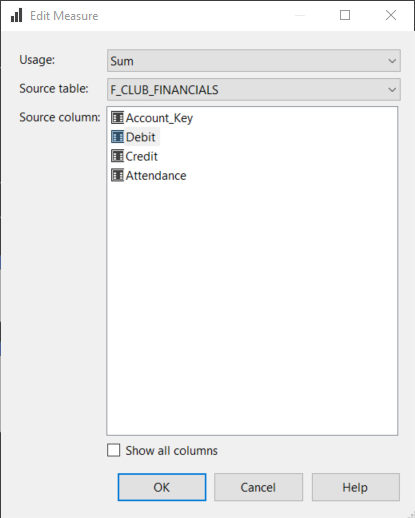 Edit Measure
Usage: Sum
Source table: F_CLUB_FINANCIALS
Source column: Account_Key
Debit
Credit
Attendance
Show all columns
OK Cancel Help